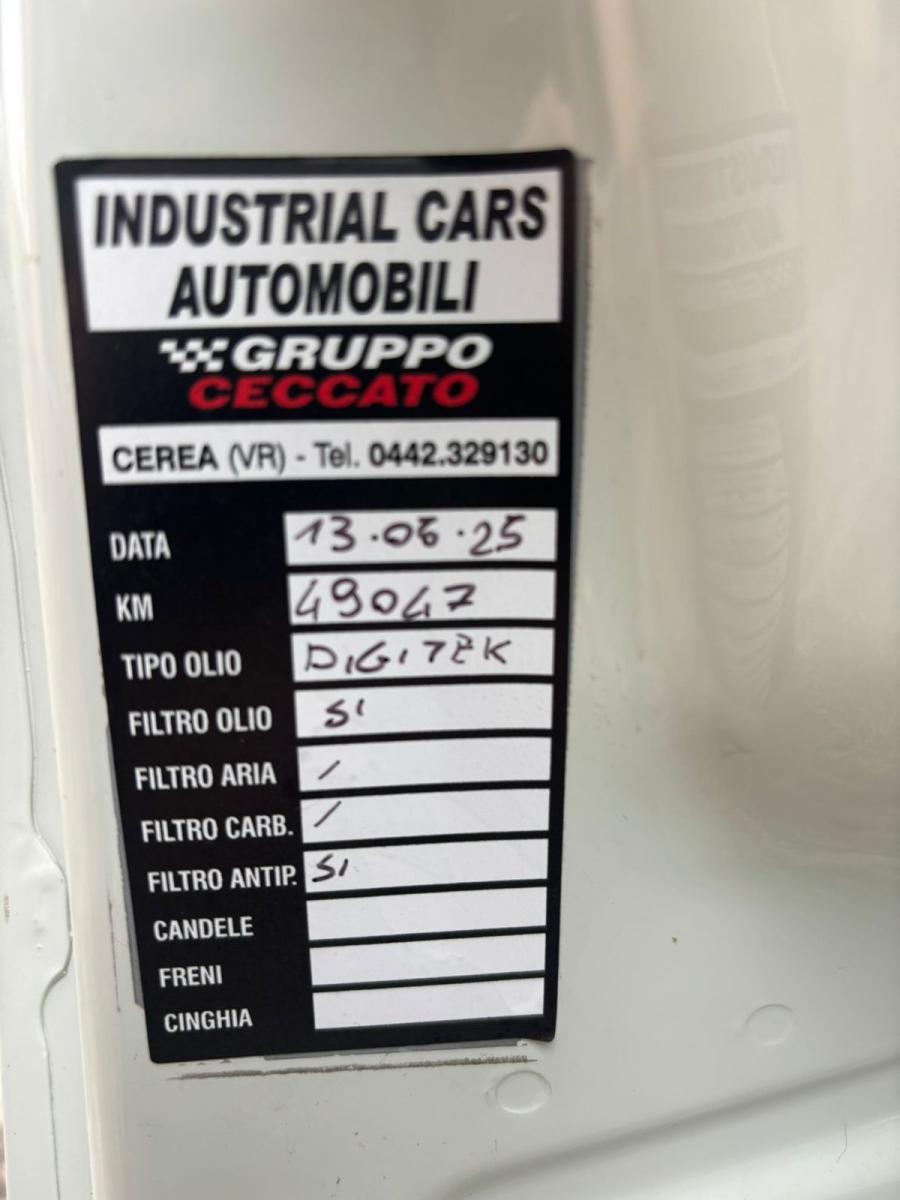 INDUSTRIAL CARS
AUTOMOBILI
GRUPPO
CECCATO
CEREA (VR) - Tel. 0442.329130
DATA 13.06.25
KM 49047
TIPO OLIO DIGITEK
FILTRO OLIO SI
FILTRO ARIA /
FILTRO CARB. /
FILTRO ANTIP. SI
CANDELE
FRENI
CINGHIA